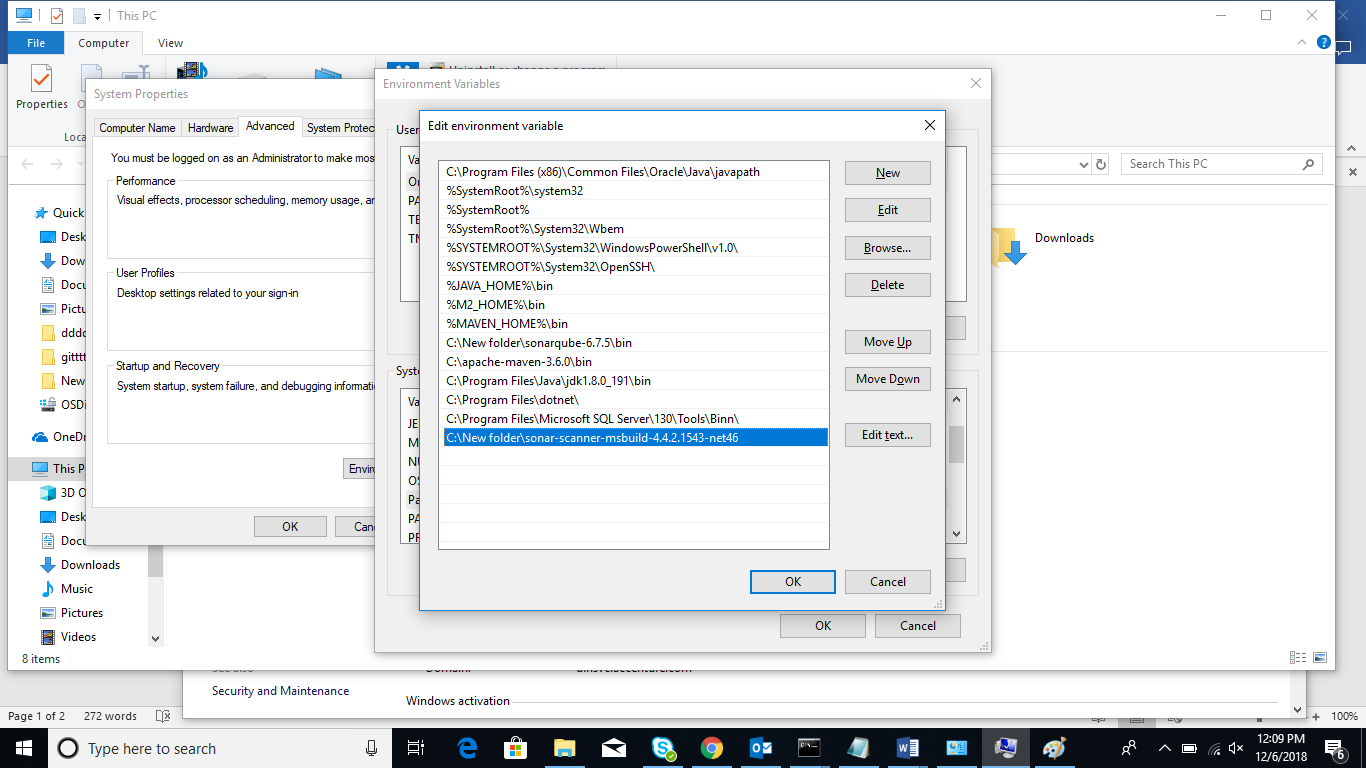 This PC
File
Computer
View
Properties
Uninstall or change a program
System Properties
Computer Name
Hardware
Advanced
System Protec
You must be logged on as an Administrator to make mos
Performance
Visual effects, processor scheduling, memory usage, an
User Profiles
Desktop settings related to your sign-in
Startup and Recovery
System startup, system failure, and debugging informatio
Envir
OK
Canc
Environment Variables
User
Va
On
PA
TE
TM
Syst
Va
M
NU
OS
Pa
PA
PR
OK
Cancel
Edit environment variable
C:\Program Files (x86)\Common Files\Oracle\Java\javapath
%SystemRoot%\system32
%SystemRoot%
%SystemRoot%\System32\Wbem
%SYSTEMROOT%\System32\WindowsPowerShell\v1.0\
%SYSTEMROOT%\System32\OpenSSH\
%JAVA_HOME%\bin
%M2_HOME%\bin
%MAVEN_HOME%\bin
C:\New folder\sonarqube-6.7.5\bin
C:\apache-maven-3.6.0\bin
C:\Program Files\Java\jdk1.8.0_191\bin
C:\Program Files\dotnet\
C:\Program Files\Microsoft SQL Server\130\Tools\Binn\
C:\New folder\sonar-scanner-msbuild-4.4.2.1543-net46
New
Edit
Browse...
Delete
Move Up
Move Down
Edit text...
OK
Cancel
Search This PC
Downloads
Quick
Desk
Dow
Docu
Pictu
dddd
gitttt
New
OSDi
OneDr
This P
3D O
Desk
Docu
Downloads
Music
Pictures
Videos
8 items
Security and Maintenance
Windows activation
Page 1 of 2
272 words
100%
Type here to search
12:09 PM
12/6/2018
6